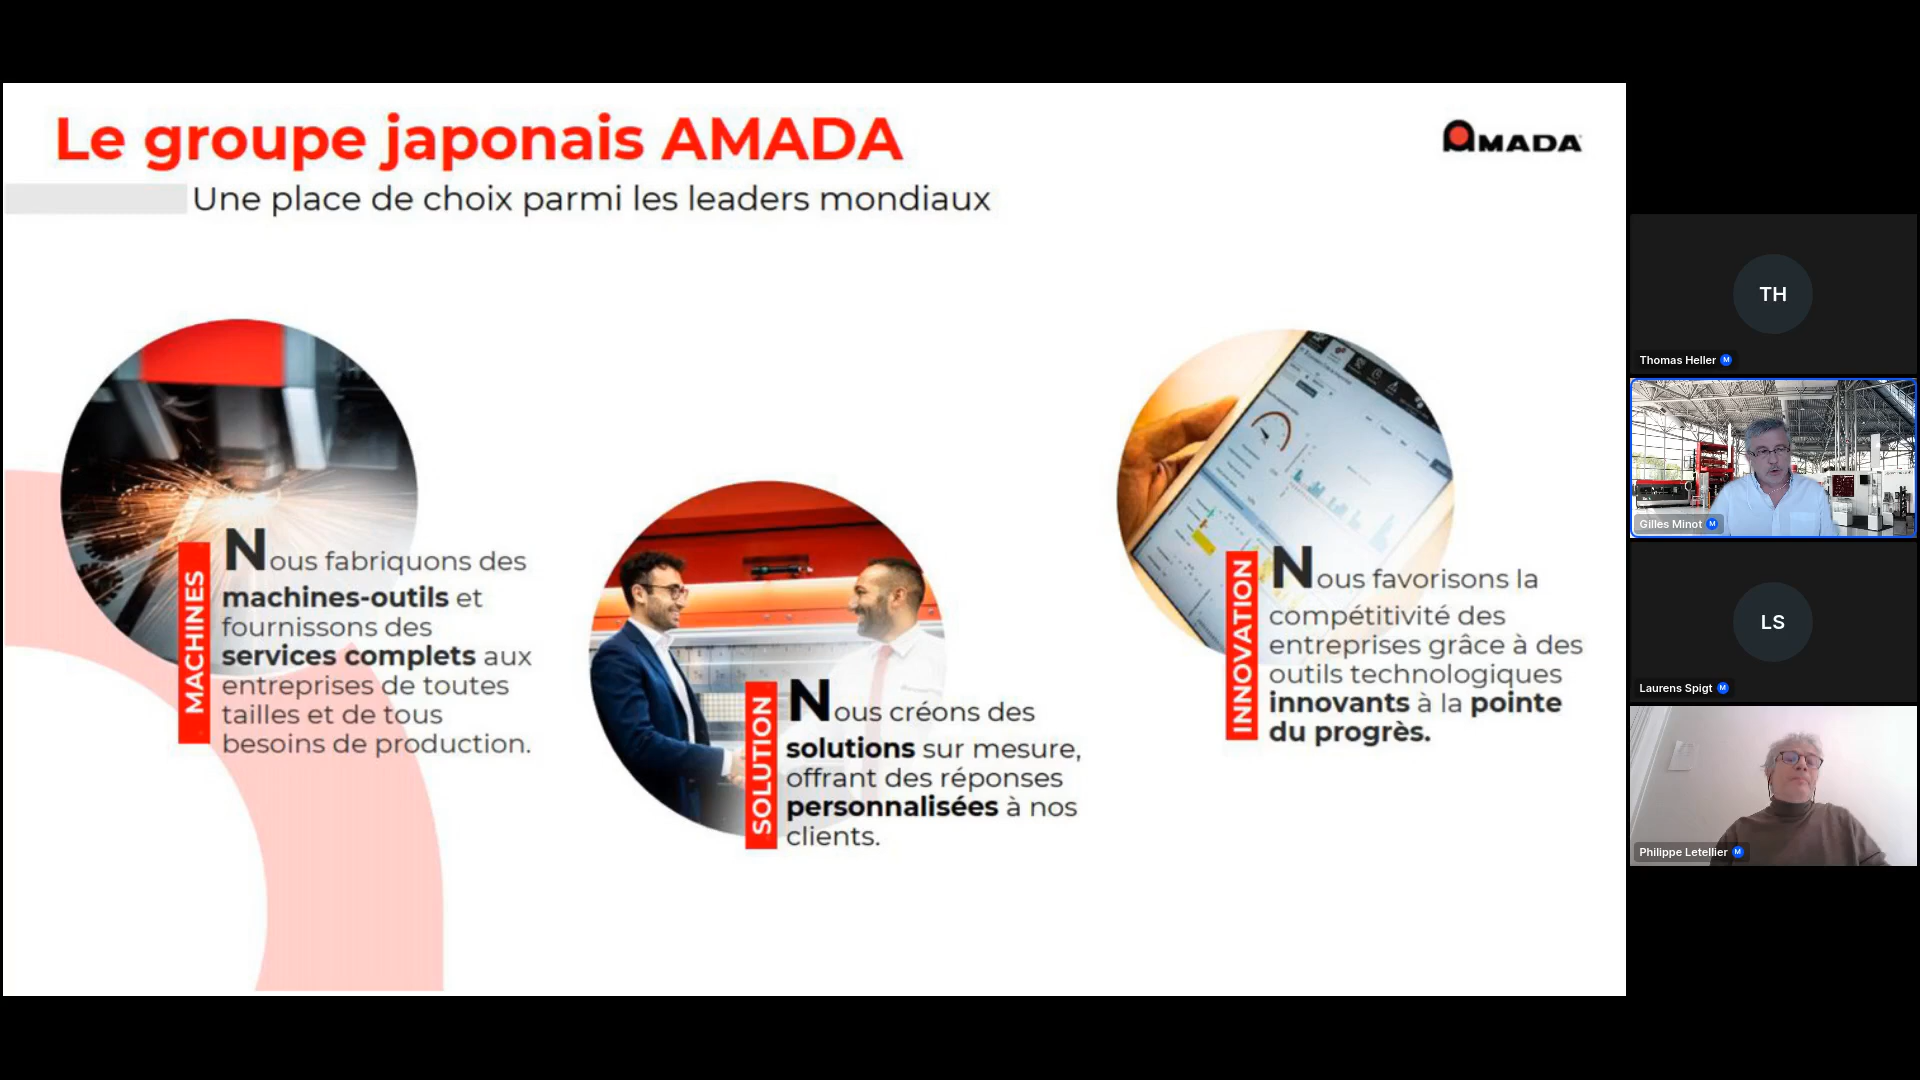 Le groupe japonais AMADA
AMADA
Une place de choix parmi les leaders mondiaux
MACHINES
Nous fabriquons des
machines-outils et
fournissons des
services complets aux
entreprises de toutes
tailles et de tous
besoins de production.
SOLUTION
Nous créons des
solutions sur mesure,
offrant des réponses
personnalisées à nos
clients.
INNOVATION
Nous favorisons la
compétitivité des
entreprises grâce à des
outils technologiques
innovants à la pointe
du progrès.
TH
Thomas Heller M
Gilles Minot M
LS
Laurens Spigt M
Philippe Letellier M